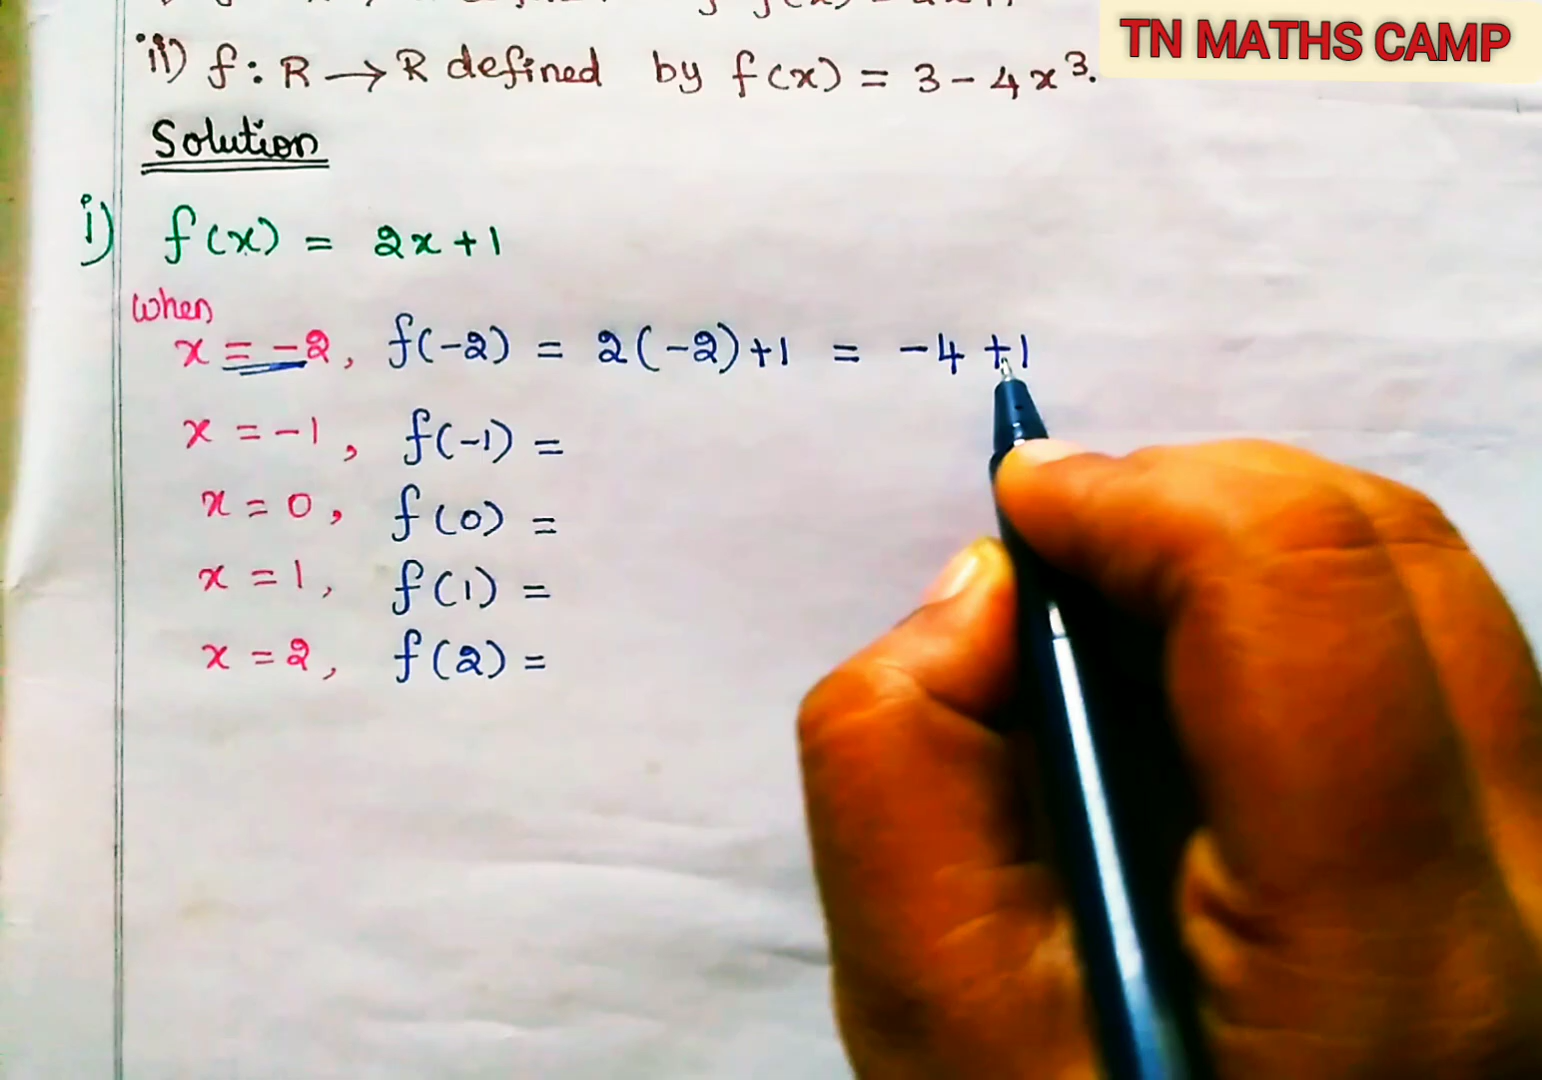 TN MATHS CAMP
ii) f : R → R defined by f(x) = 3 - 4x³.
Solution
i) f(x) = 2x+1
When
x = -2, f(-2) = 2(-2)+1 = -4+1
x = -1, f(-1) =
x = 0, f(0) =
x = 1, f(1) =
x = 2, f(2) =